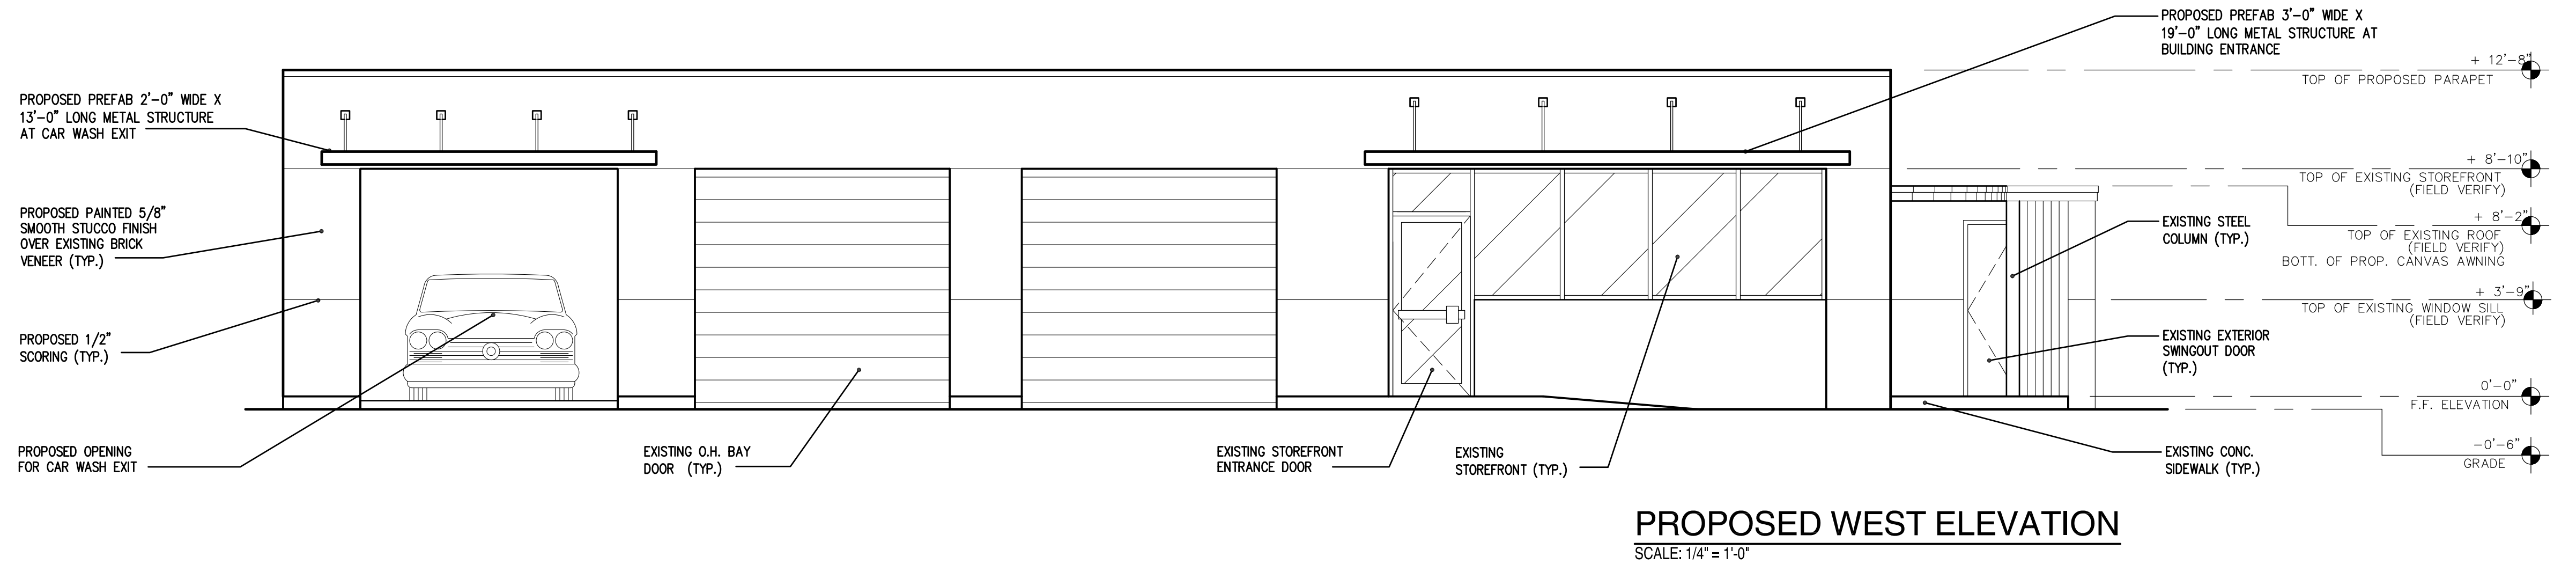 PROPOSED PREFAB 2'-0" WIDE X
13'-0" LONG METAL STRUCTURE
AT CAR WASH EXIT
PROPOSED PAINTED 5/8"
SMOOTH STUCCO FINISH
OVER EXISTING BRICK
VENEER (TYP.)
PROPOSED 1/2"
SCORING (TYP.)
PROPOSED OPENING
FOR CAR WASH EXIT
EXISTING O.H. BAY
DOOR (TYP.)
EXISTING STOREFRONT
ENTRANCE DOOR
EXISTING
STOREFRONT (TYP.)
PROPOSED PREFAB 3'-0" WIDE X
19'-0" LONG METAL STRUCTURE AT
BUILDING ENTRANCE
EXISTING STEEL
COLUMN (TYP.)
EXISTING EXTERIOR
SWINGOUT DOOR
(TYP.)
EXISTING CONC.
SIDEWALK (TYP.)
+ 12'-8"
TOP OF PROPOSED PARAPET
+ 8'-10"
TOP OF EXISTING STOREFRONT
(FIELD VERIFY)
+ 8'-2"
TOP OF EXISTING ROOF
(FIELD VERIFY)
BOTT. OF PROP. CANVAS AWNING
+ 3'-9"
TOP OF EXISTING WINDOW SILL
(FIELD VERIFY)
0'-0"
F.F. ELEVATION
-0'-6"
GRADE
PROPOSED WEST ELEVATION
SCALE: 1/4" = 1'-0"